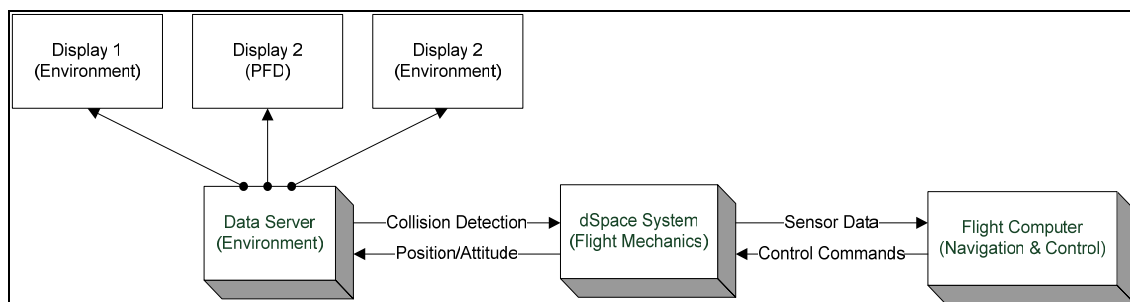 Display 1
(Environment)
Display 2
(PFD)
Display 2
(Environment)
Data Server
(Environment)
Collision Detection
Position/Attitude
dSpace System
(Flight Mechanics)
Sensor Data
Control Commands
Flight Computer
(Navigation & Control)